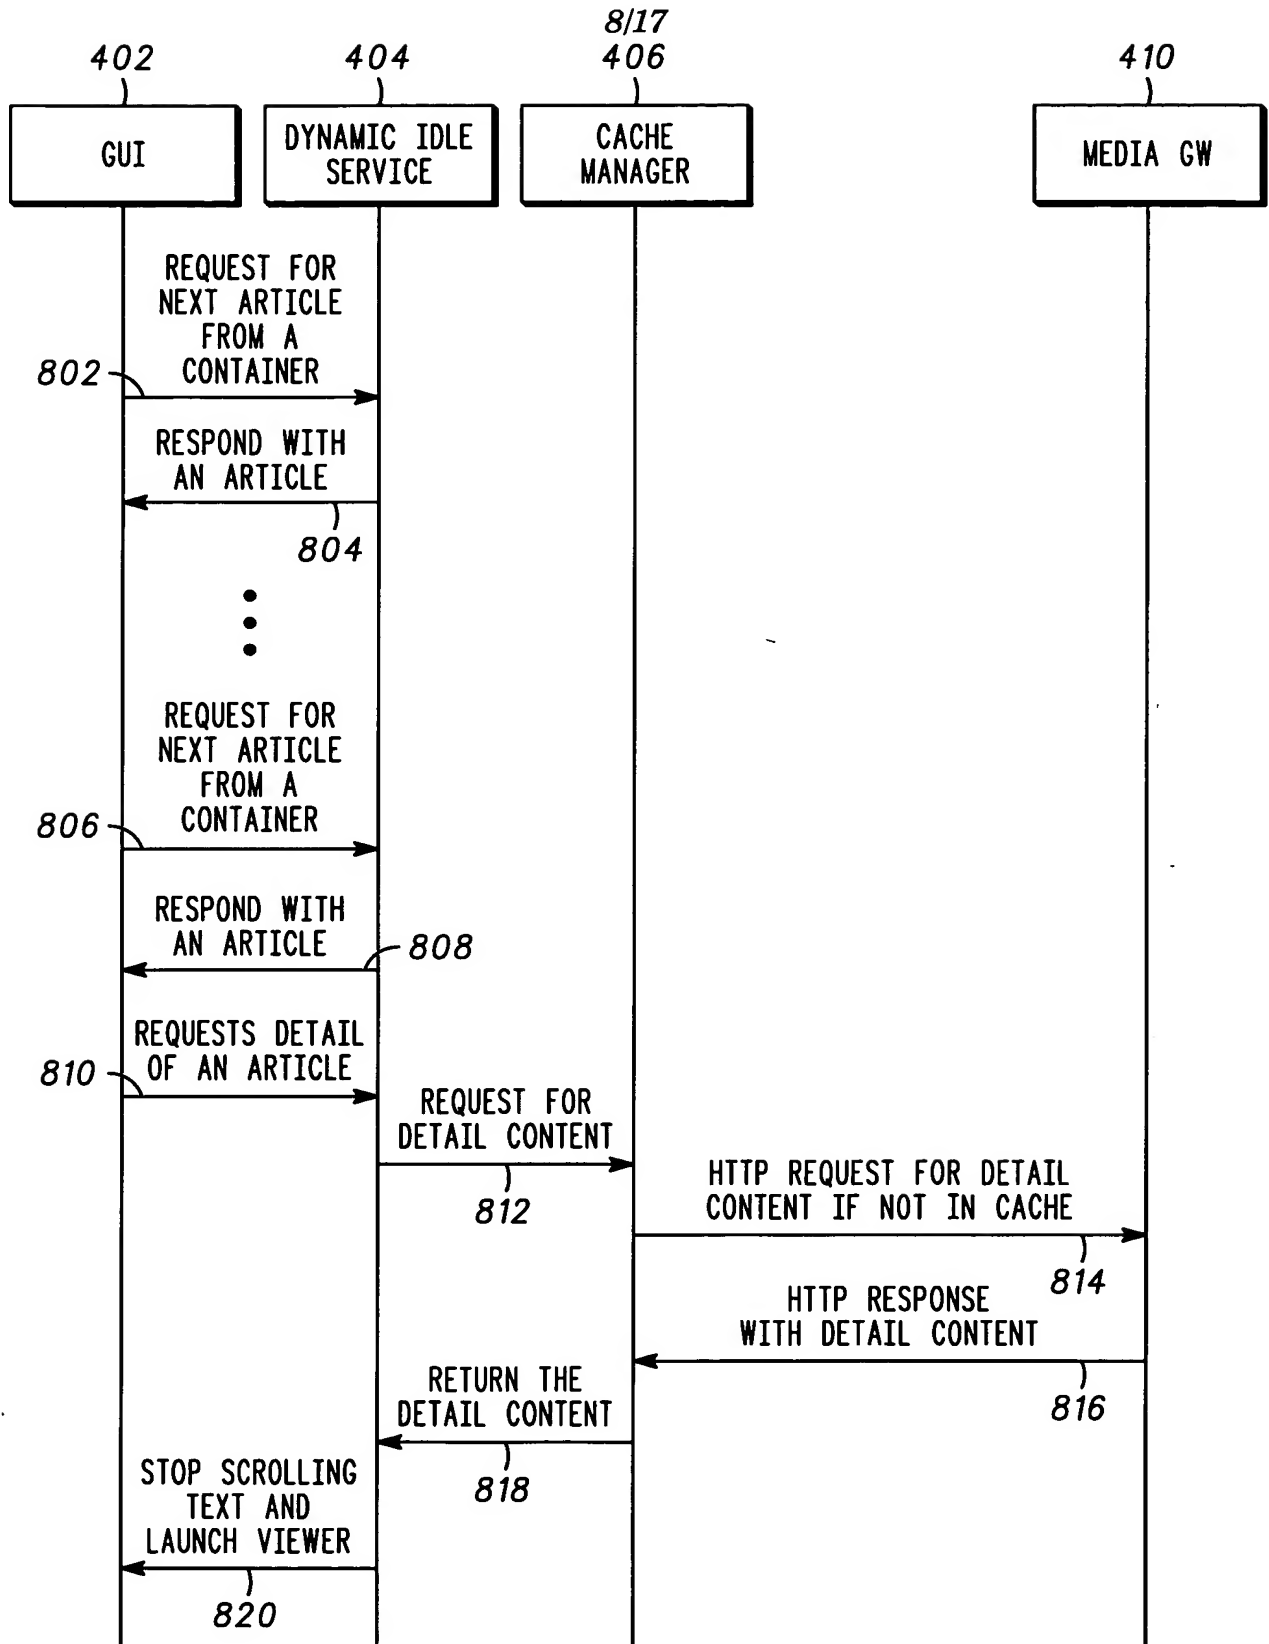 8/17
402
404
406
410
GUI
DYNAMIC IDLE
SERVICE
CACHE
MANAGER
MEDIA GW
REQUEST FOR
NEXT ARTICLE
FROM A
CONTAINER
802
RESPOND WITH
AN ARTICLE
804
REQUEST FOR
NEXT ARTICLE
FROM A
CONTAINER
806
RESPOND WITH
AN ARTICLE
808
REQUESTS DETAIL
OF AN ARTICLE
810
REQUEST FOR
DETAIL CONTENT
812
HTTP REQUEST FOR DETAIL
CONTENT IF NOT IN CACHE
814
HTTP RESPONSE
WITH DETAIL CONTENT
816
RETURN THE
DETAIL CONTENT
818
STOP SCROLLING
TEXT AND
LAUNCH VIEWER
820